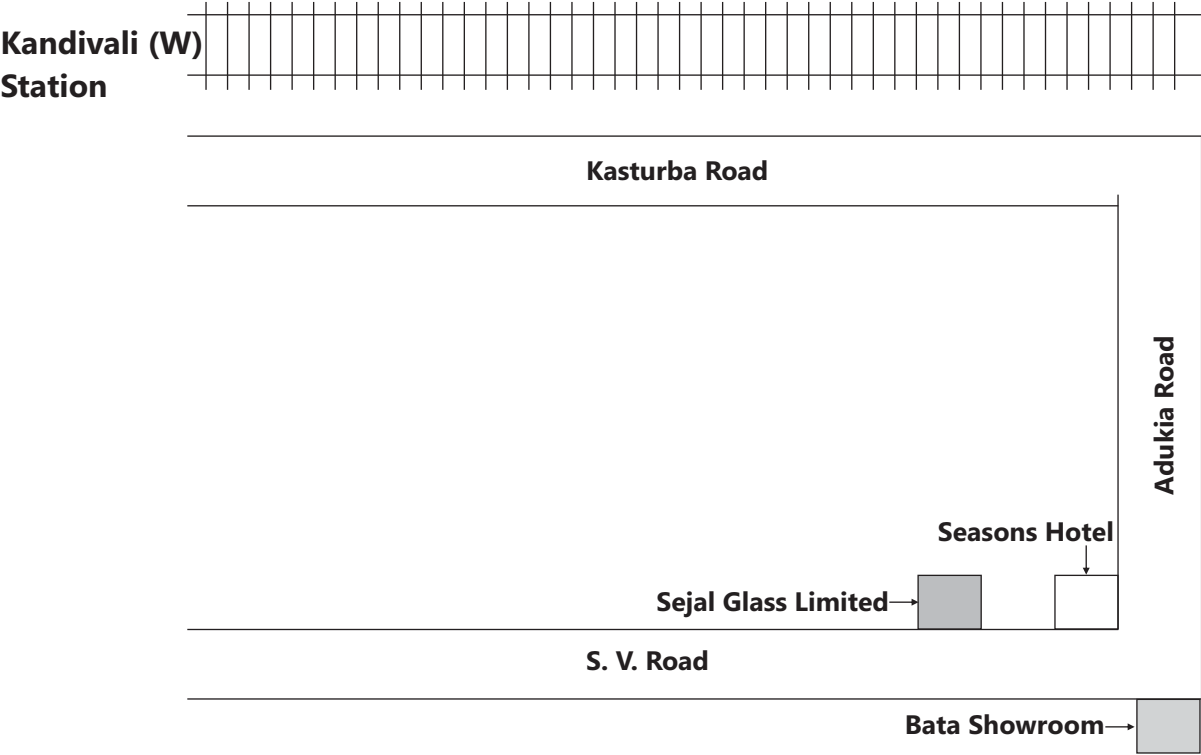 Kandivali (W)
Station
Kasturba Road
Adukia Road
Seasons Hotel
Sejal Glass Limited
S. V. Road
Bata Showroom